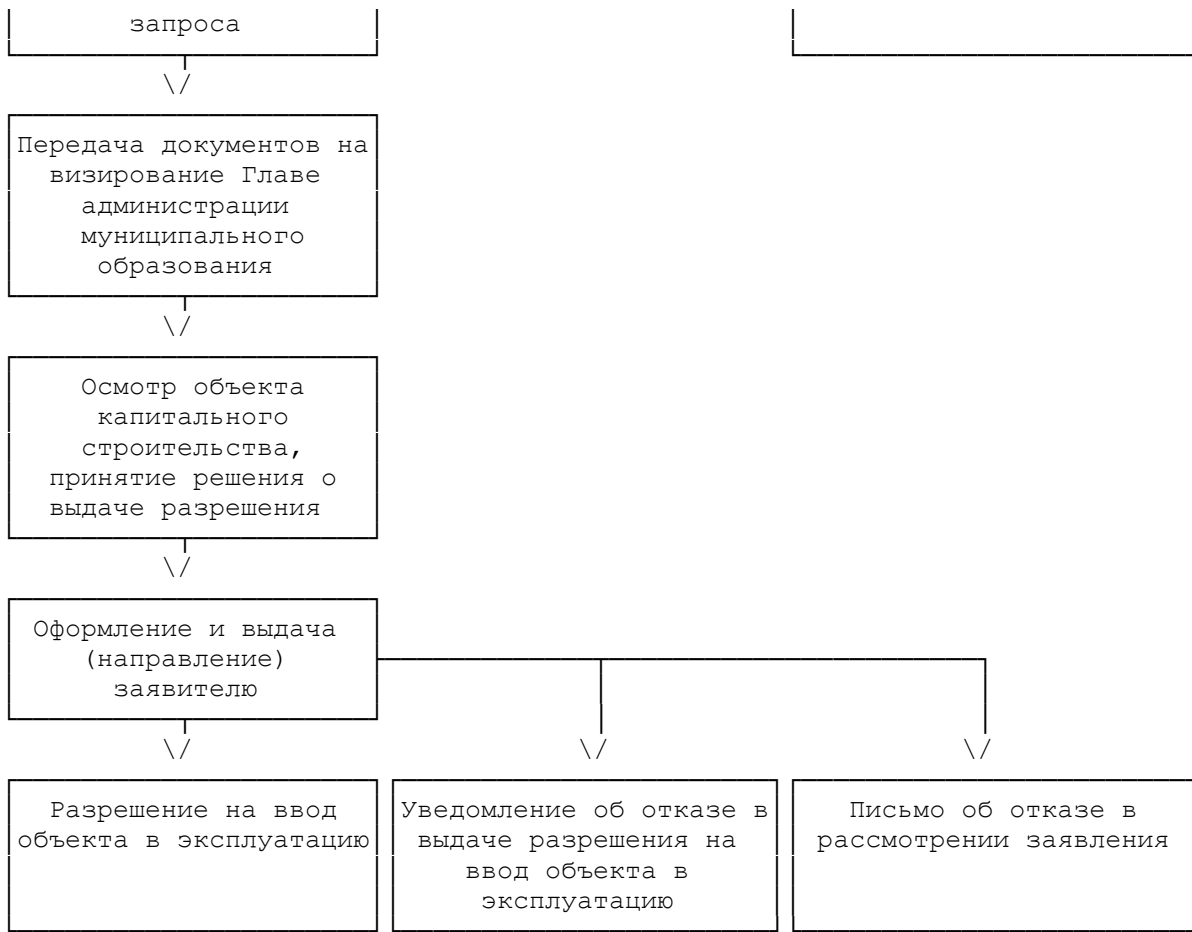 запроса
Передача документов на
визирование Главе
администрации
муниципального
образования
Осмотр объекта
капитального
строительства,
принятие решения о
выдаче разрешения
Оформление и выдача
(направление)
заявителю
Разрешение на ввод
объекта в эксплуатацию
Уведомление об отказе в
выдаче разрешения на
ввод объекта в
эксплуатацию
Письмо об отказе в
рассмотрении заявления